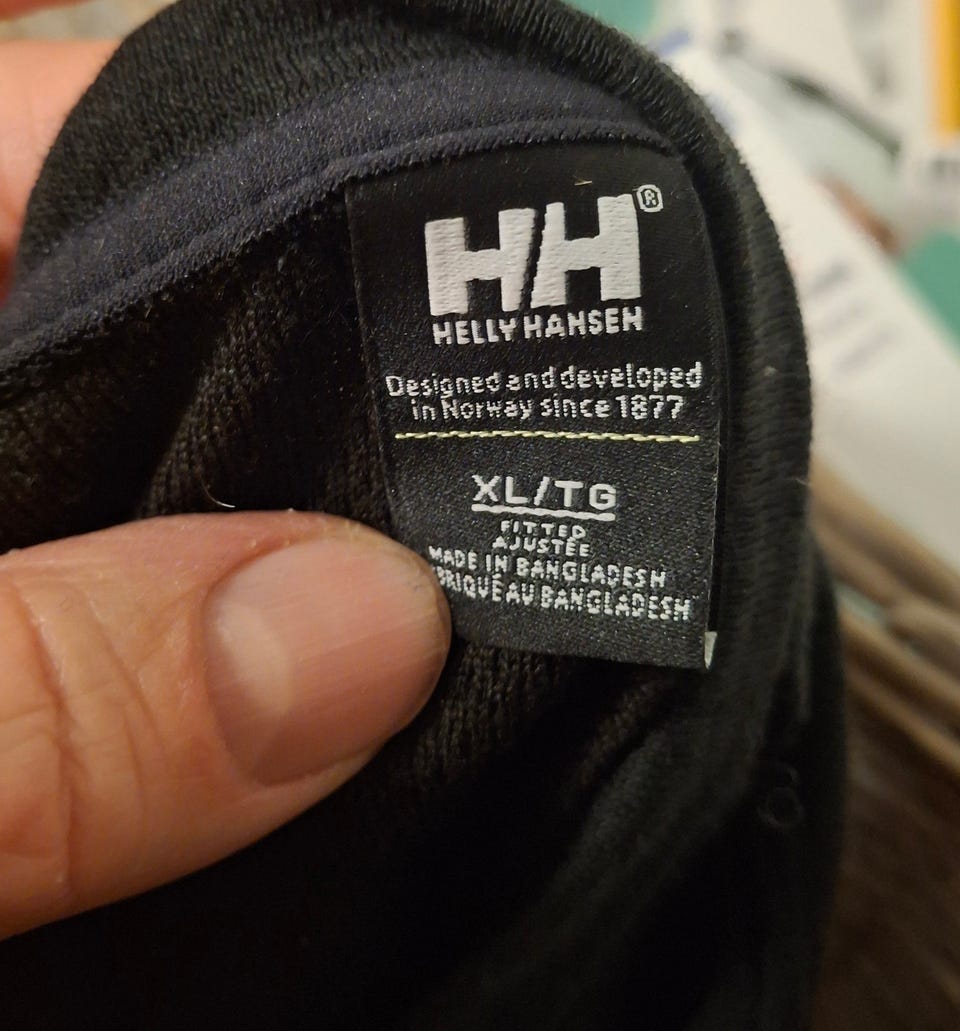 HH®
HELLY HANSEN
Designed and developed
in Norway since 1877
XL/TG
FITTED
AJUSTÉE
MADE IN BANGLADESH
BRIQUÉ AU BANGLADESH